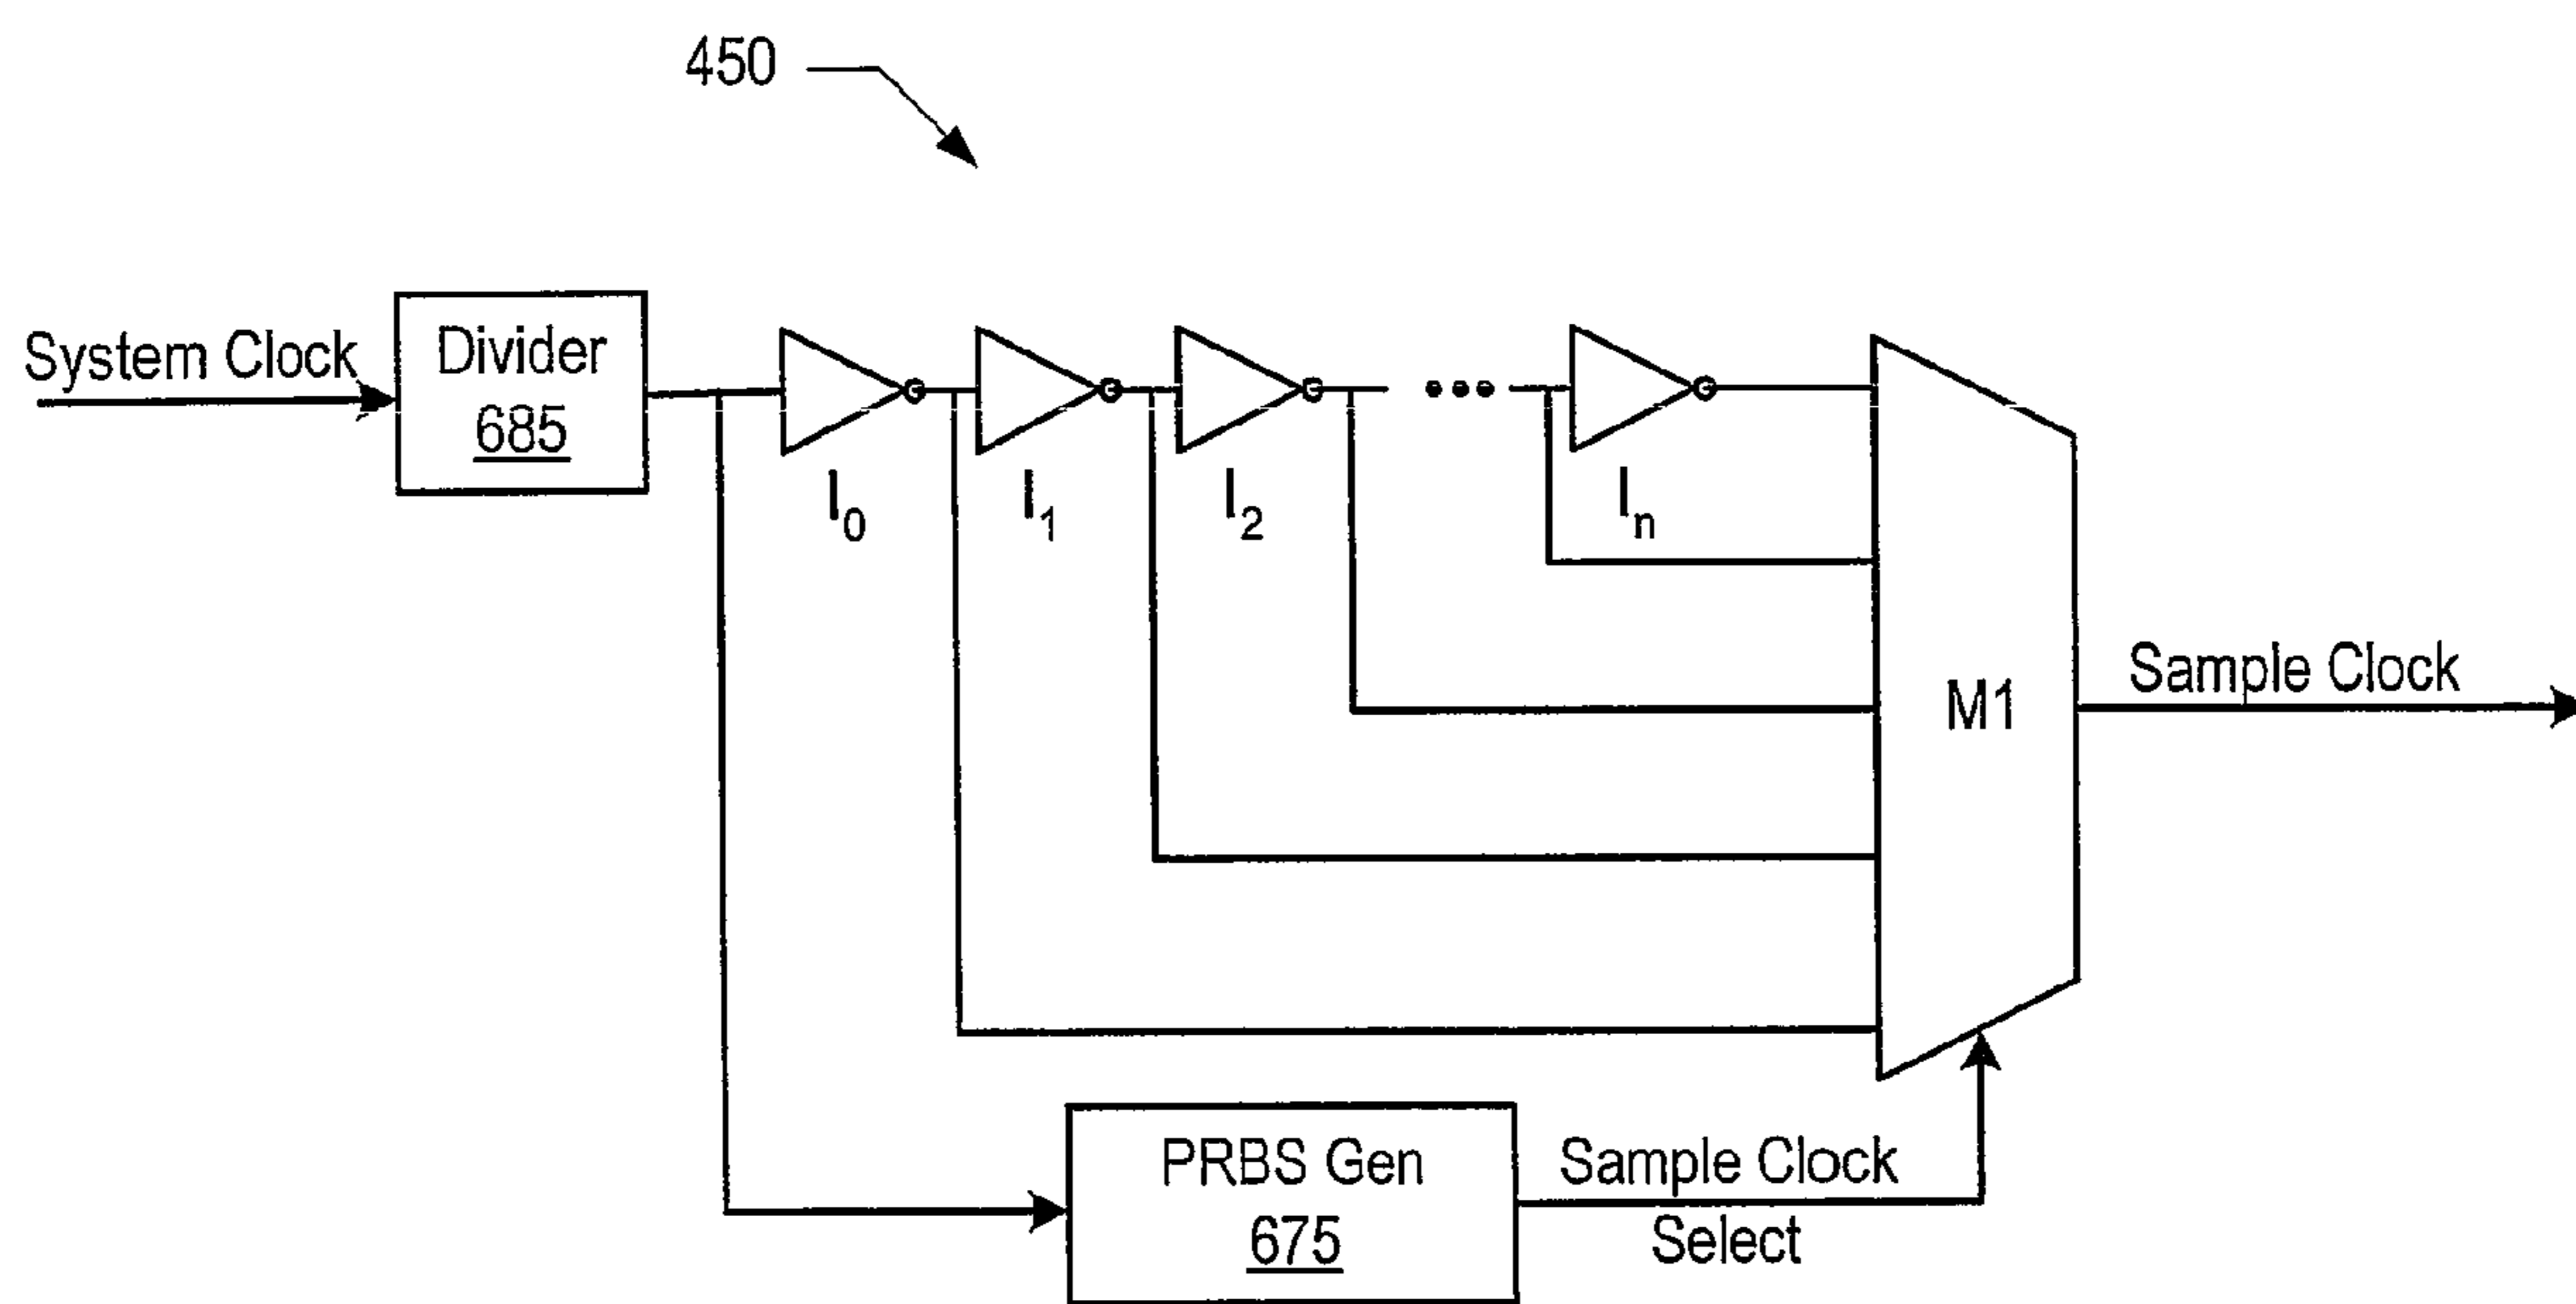 450
System Clock
Divider
685
I0
I1
I2
In
M1
Sample Clock
PRBS Gen
675
Sample Clock
Select